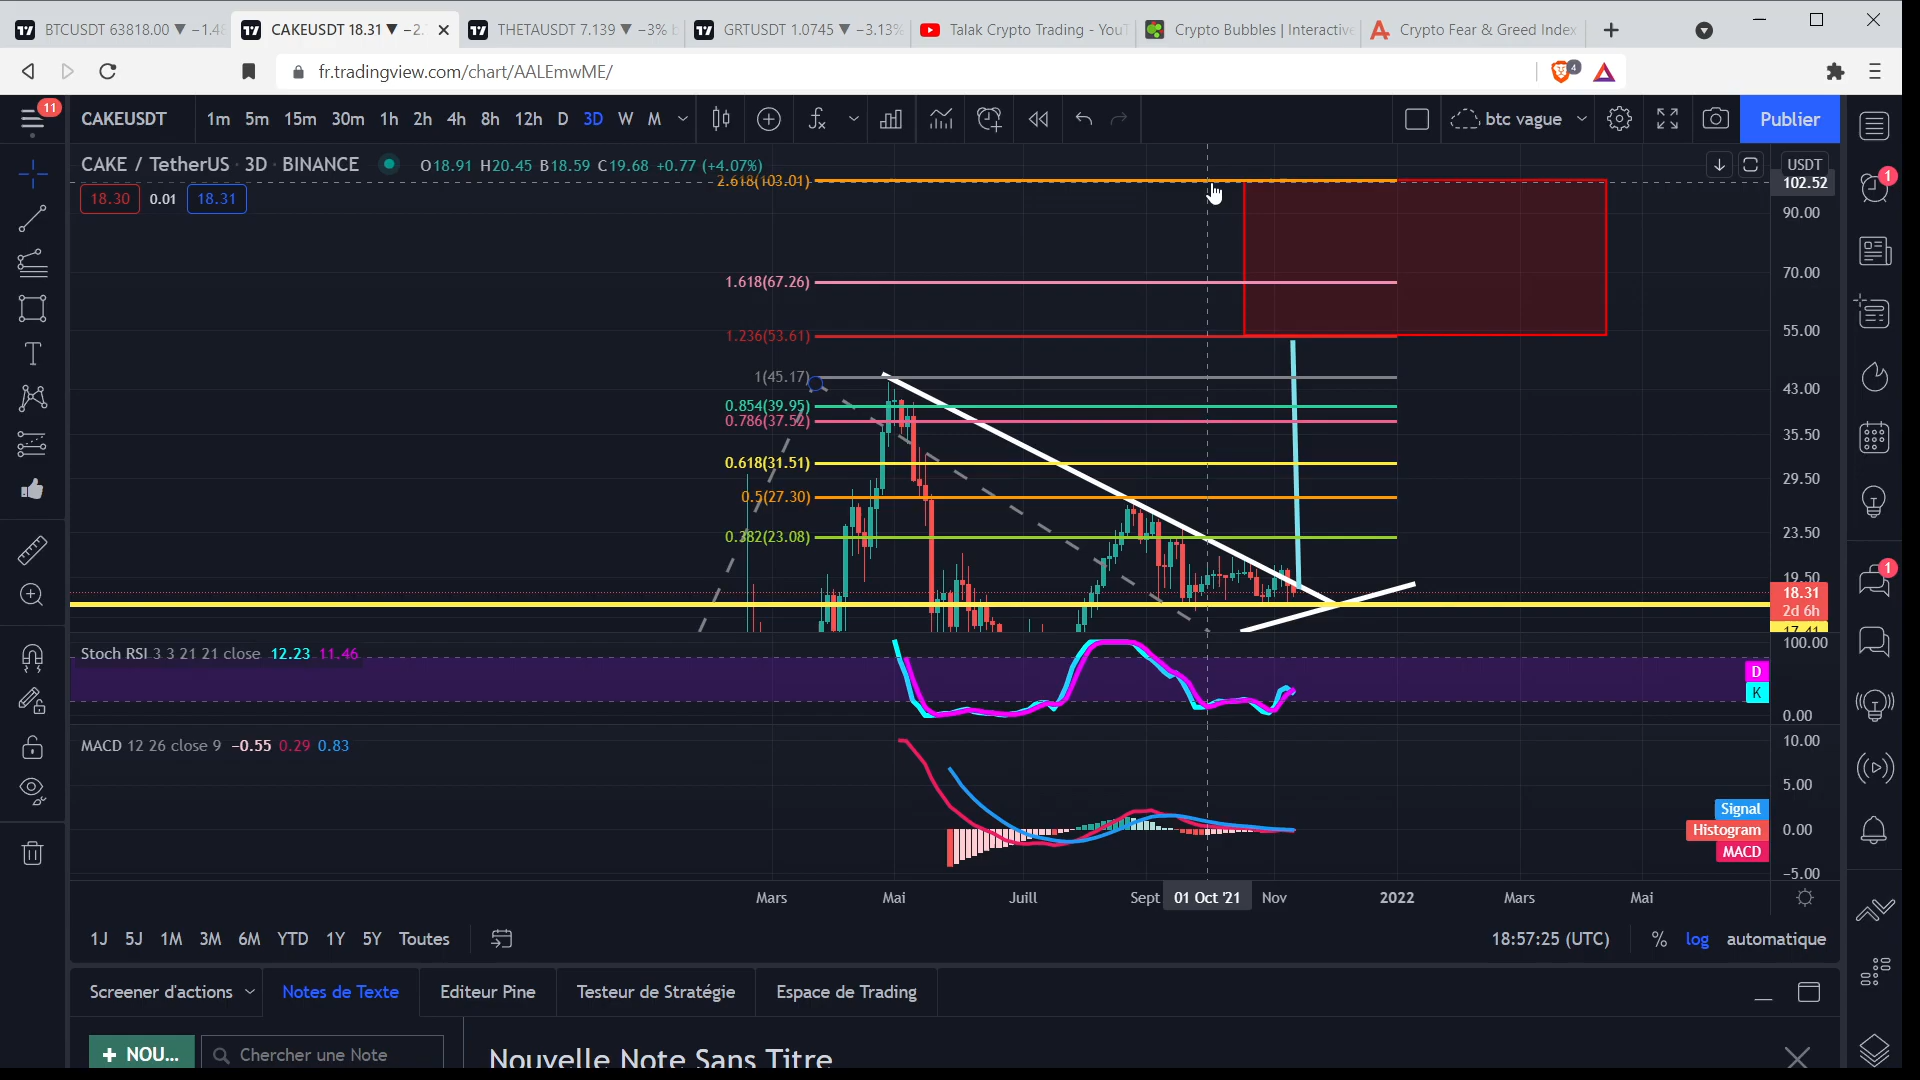 BTCUSDT 63818.00 ▼ −1.48
CAKEUSDT 18.31 ▼ −2.
THETAUSDT 7.139 ▼ −3% b
GRTUSDT 1.0745 ▼ −3.13%
Talak Crypto Trading - YouT
Crypto Bubbles | Interactive
Crypto Fear & Greed Index
fr.tradingview.com/chart/AALEmwME/
4
11
CAKEUSDT
1m 5m 15m 30m 1h 2h 4h 8h 12h D 3D W M
btc vague
Publier
CAKE / TetherUS · 3D · BINANCE
O18.91 H20.45 B18.59 C19.68 +0.77 (+4.07%)
USDT
18.30 0.01 18.31
2.618(103.01)
102.52
1
90.00
70.00
1.618(67.26)
55.00
1.236(53.61)
1(45.17)
43.00
0.854(39.95)
0.786(37.52)
35.50
0.618(31.51)
29.50
0.5(27.30)
23.50
0.382(23.08)
19.50
18.31
2d 6h
17.41
1
Stoch RSI 3 3 21 21 close 12.23 11.46
100.00
D
K
0.00
MACD 12 26 close 9 −0.55 0.29 0.83
10.00
5.00
Signal
Histogram
0.00
MACD
−5.00
Mars
Mai
Juill
Sept
01 Oct '21
Nov
2022
Mars
Mai
1J 5J 1M 3M 6M YTD 1Y 5Y Toutes
18:57:25 (UTC)
% log automatique
Screener d'actions
Notes de Texte
Editeur Pine
Testeur de Stratégie
Espace de Trading
+ NOU...
Chercher une Note
Nouvelle Note Sans Titre